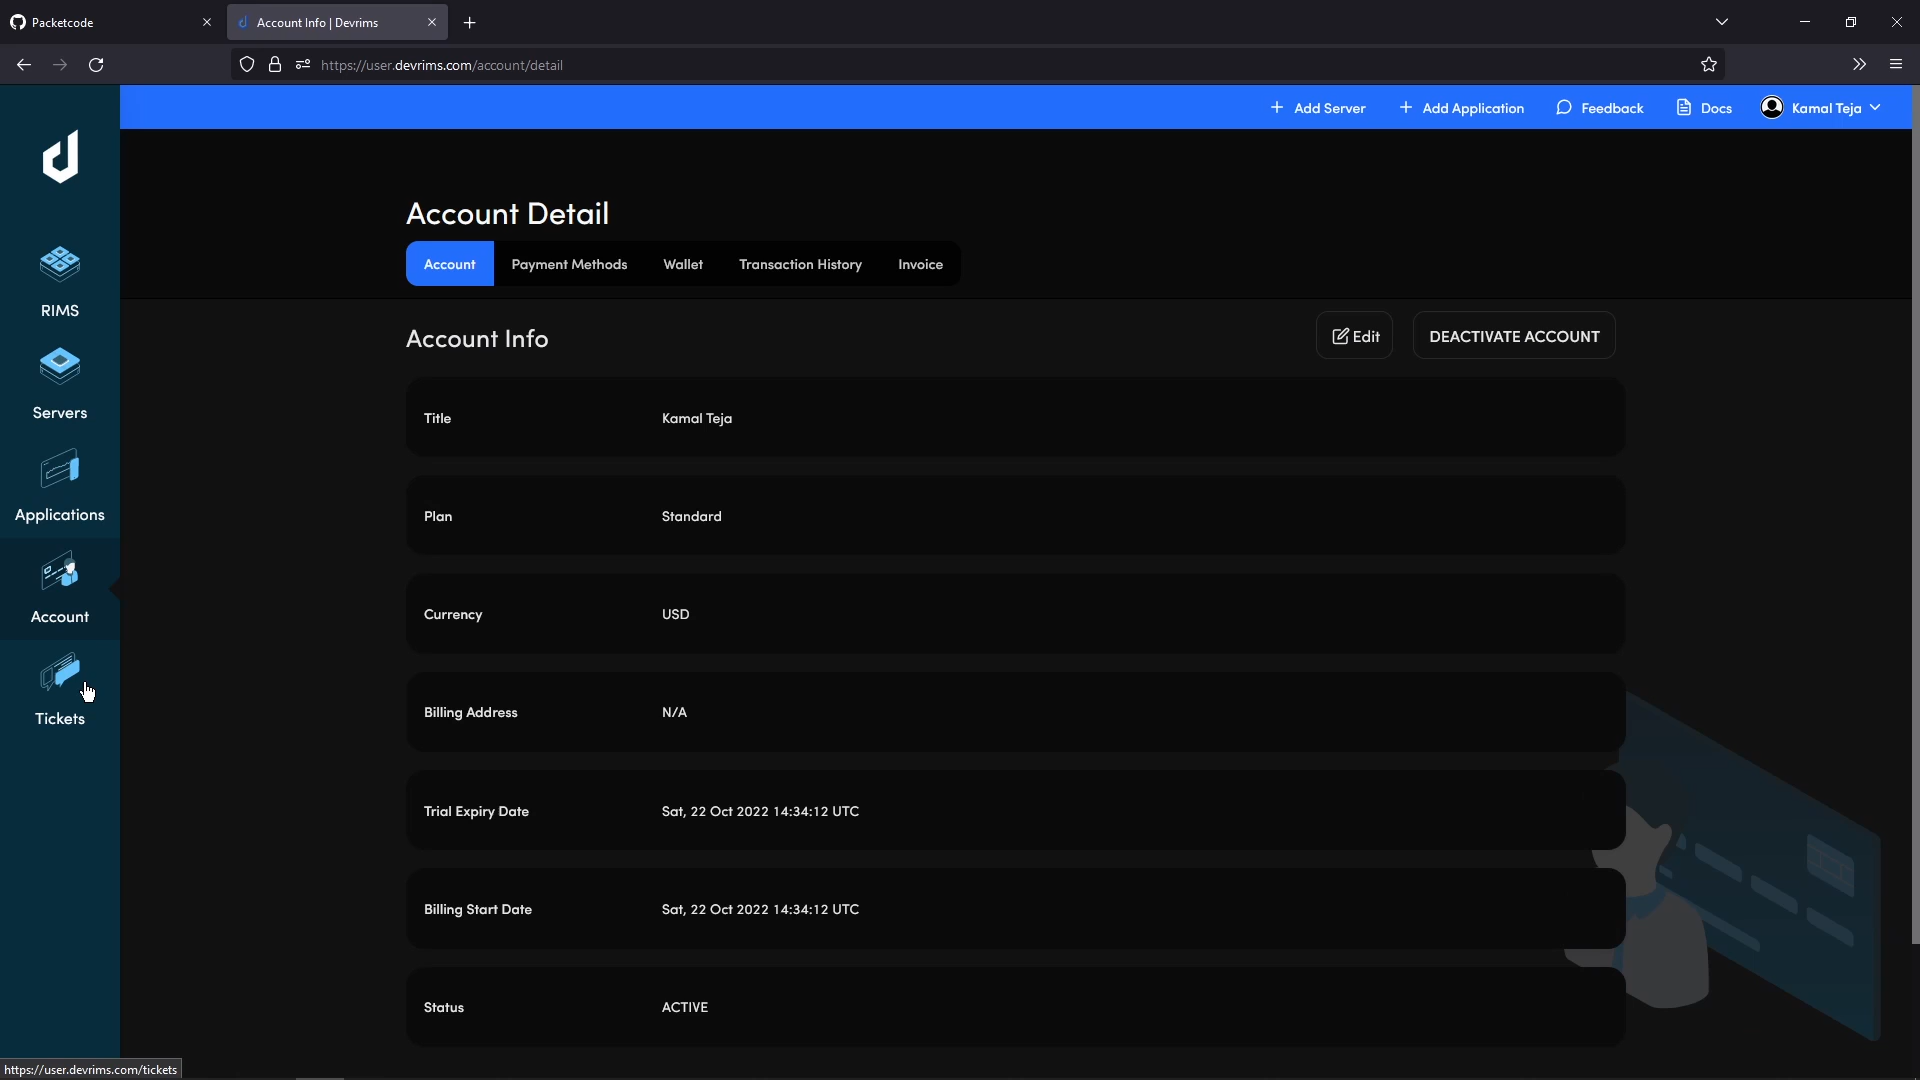 Packetcode
Account Info | Devrims
https://user.devrims.com/account/detail
Add Server
Add Application
Feedback
Docs
Kamal Teja
RIMS
Servers
Applications
Account
Tickets
Account Detail
Account
Payment Methods
Wallet
Transaction History
Invoice
Account Info
Edit
DEACTIVATE ACCOUNT
Title Kamal Teja
Plan Standard
Currency USD
Billing Address N/A
Trial Expiry Date Sat, 22 Oct 2022 14:34:12 UTC
Billing Start Date Sat, 22 Oct 2022 14:34:12 UTC
Status ACTIVE
https://user.devrims.com/tickets